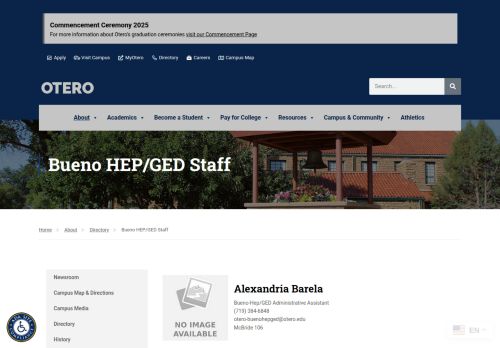 Commencement Ceremony 2025
For more information about Otero's graduation ceremonies visit our Commencement Page
Apply Visit Campus MyOtero Directory Careers Campus Map
OTERO
Search...
About Academics Become a Student Pay for College Resources Campus & Community Athletics
Bueno HEP/GED Staff
Home > About > Directory > Bueno HEP/GED Staff
Newsroom
Campus Map & Directions
Campus Media
Directory
History
NO IMAGE
AVAILABLE
Alexandria Barela
Bueno Hep/GED Administrative Assistant
(719) 384-6848
otero-buenohepged@otero.edu
McBride 106
EN